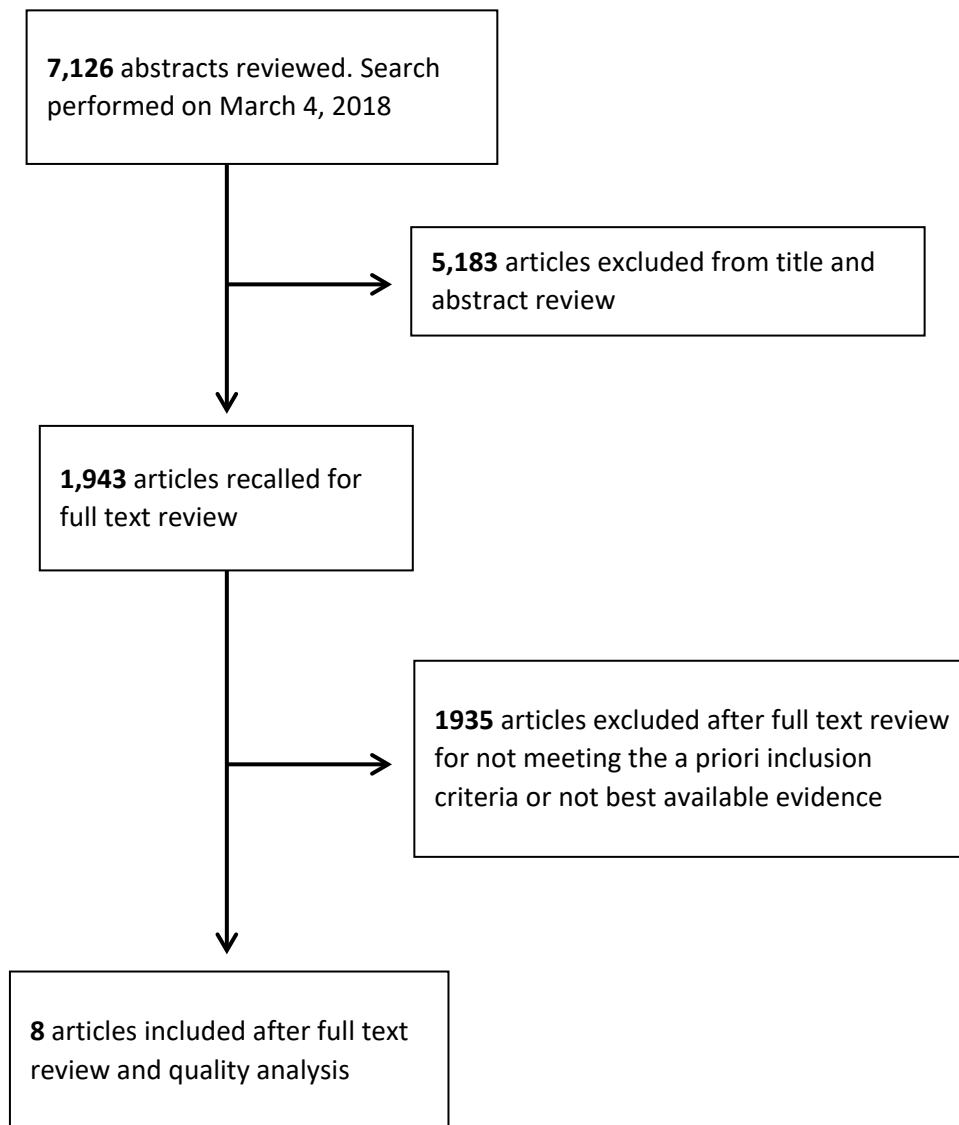 7,126 abstracts reviewed. Search
performed on March 4, 2018
5,183 articles excluded from title and
abstract review
1,943 articles recalled for
full text review
1935 articles excluded after full text review
for not meeting the a priori inclusion
criteria or not best available evidence
8 articles included after full text
review and quality analysis